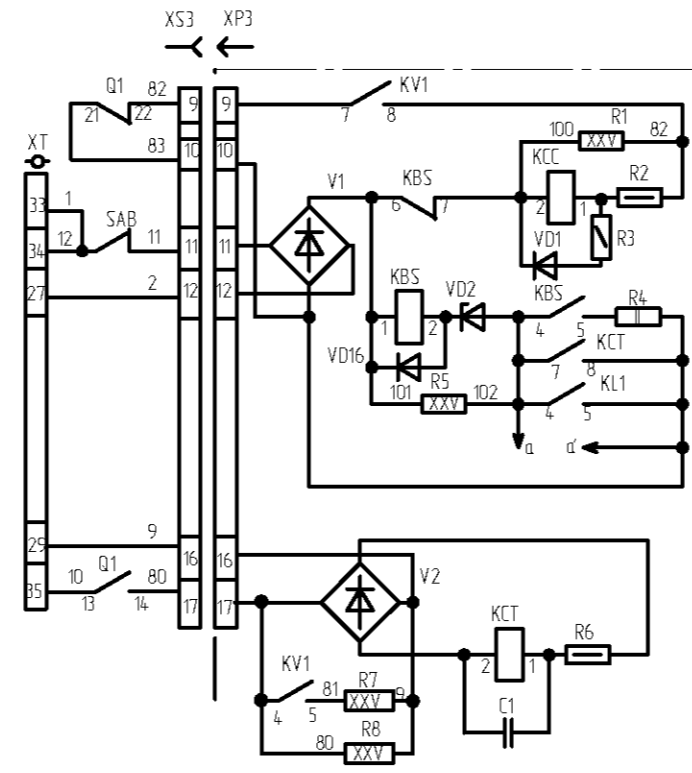 XS3 XP3
Q1 82
21 22
9 9
KV1
7 8
R1
100 XXV 82
XT
83
10 10
KCC
R2
2 1
33 1
V1
KBS
6 7
SAB
34 12 11
11 11
VD1
R3
27 2
12 12
KBS
VD2
KBS
R4
1 2
4 5
KCT
VD16
7 8
101 R5 102
XXV
KL1
4 5
a a'
29 9
16 16
Q1
35 10 80
13 14
17 17
V2
KCT
R6
2 1
KV1
81 R7 9
4 5
XXV
C1
80 R8
XXV